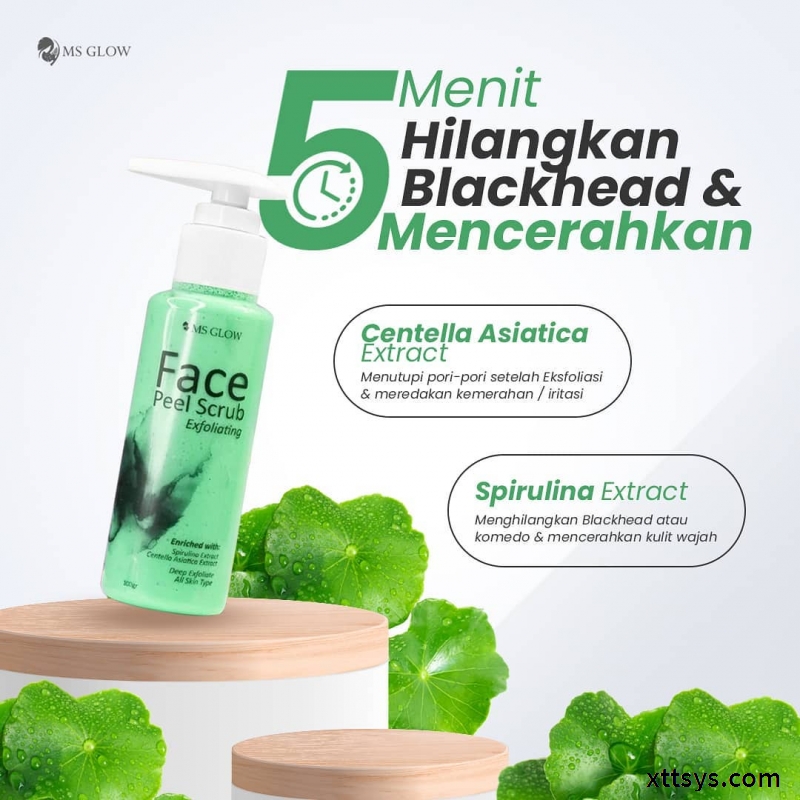 MS GLOW
5 Menit
Hilangkan
Blackhead &
Mencerahkan
MS GLOW
Face
Peel Scrub
Exfoliating
Enriched with:
Spirulina Extract
Centella Asiatica Extract
Deep Exfoliate
All Skin Type
Centella Asiatica
Extract
Menutupi pori-pori setelah Eksfoliasi
& meredakan kemerahan / iritasi
Spirulina Extract
Menghilangkan Blackhead atau
komedo & mencerahkan kulit wajah
xttsys.com